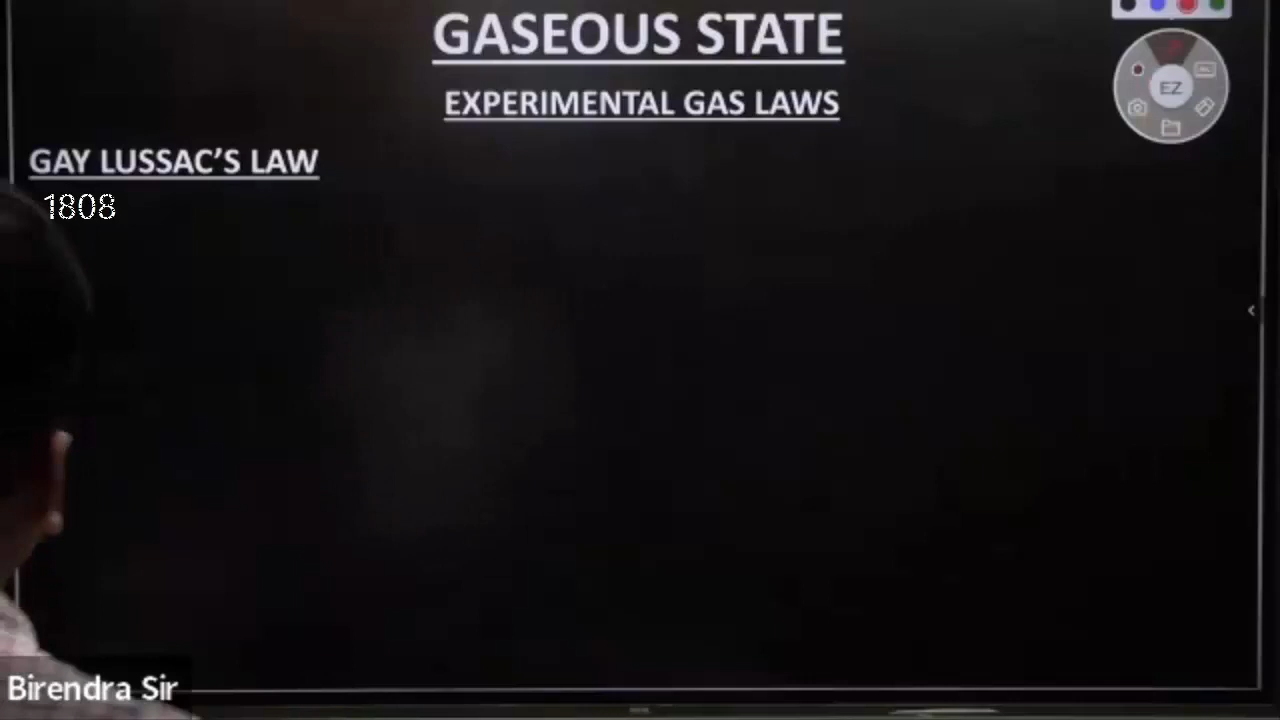 GASEOUS STATE
EXPERIMENTAL GAS LAWS
EZ
GAY LUSSAC'S LAW
1808
Birendra Sir